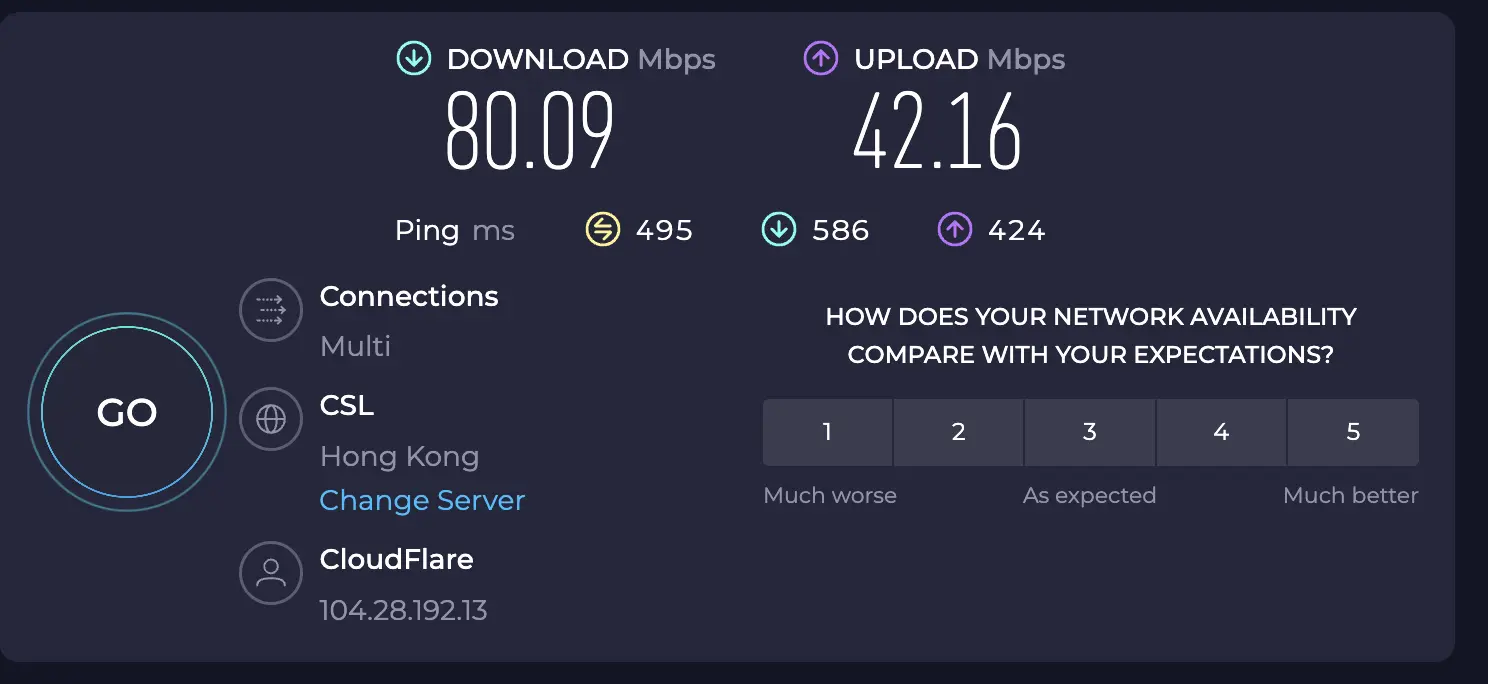 DOWNLOAD Mbps
80.09
UPLOAD Mbps
42.16
Ping ms 495 586 424
GO
Connections
Multi
CSL
Hong Kong
Change Server
CloudFlare
104.28.192.13
HOW DOES YOUR NETWORK AVAILABILITY
COMPARE WITH YOUR EXPECTATIONS?
1 2 3 4 5
Much worse As expected Much better